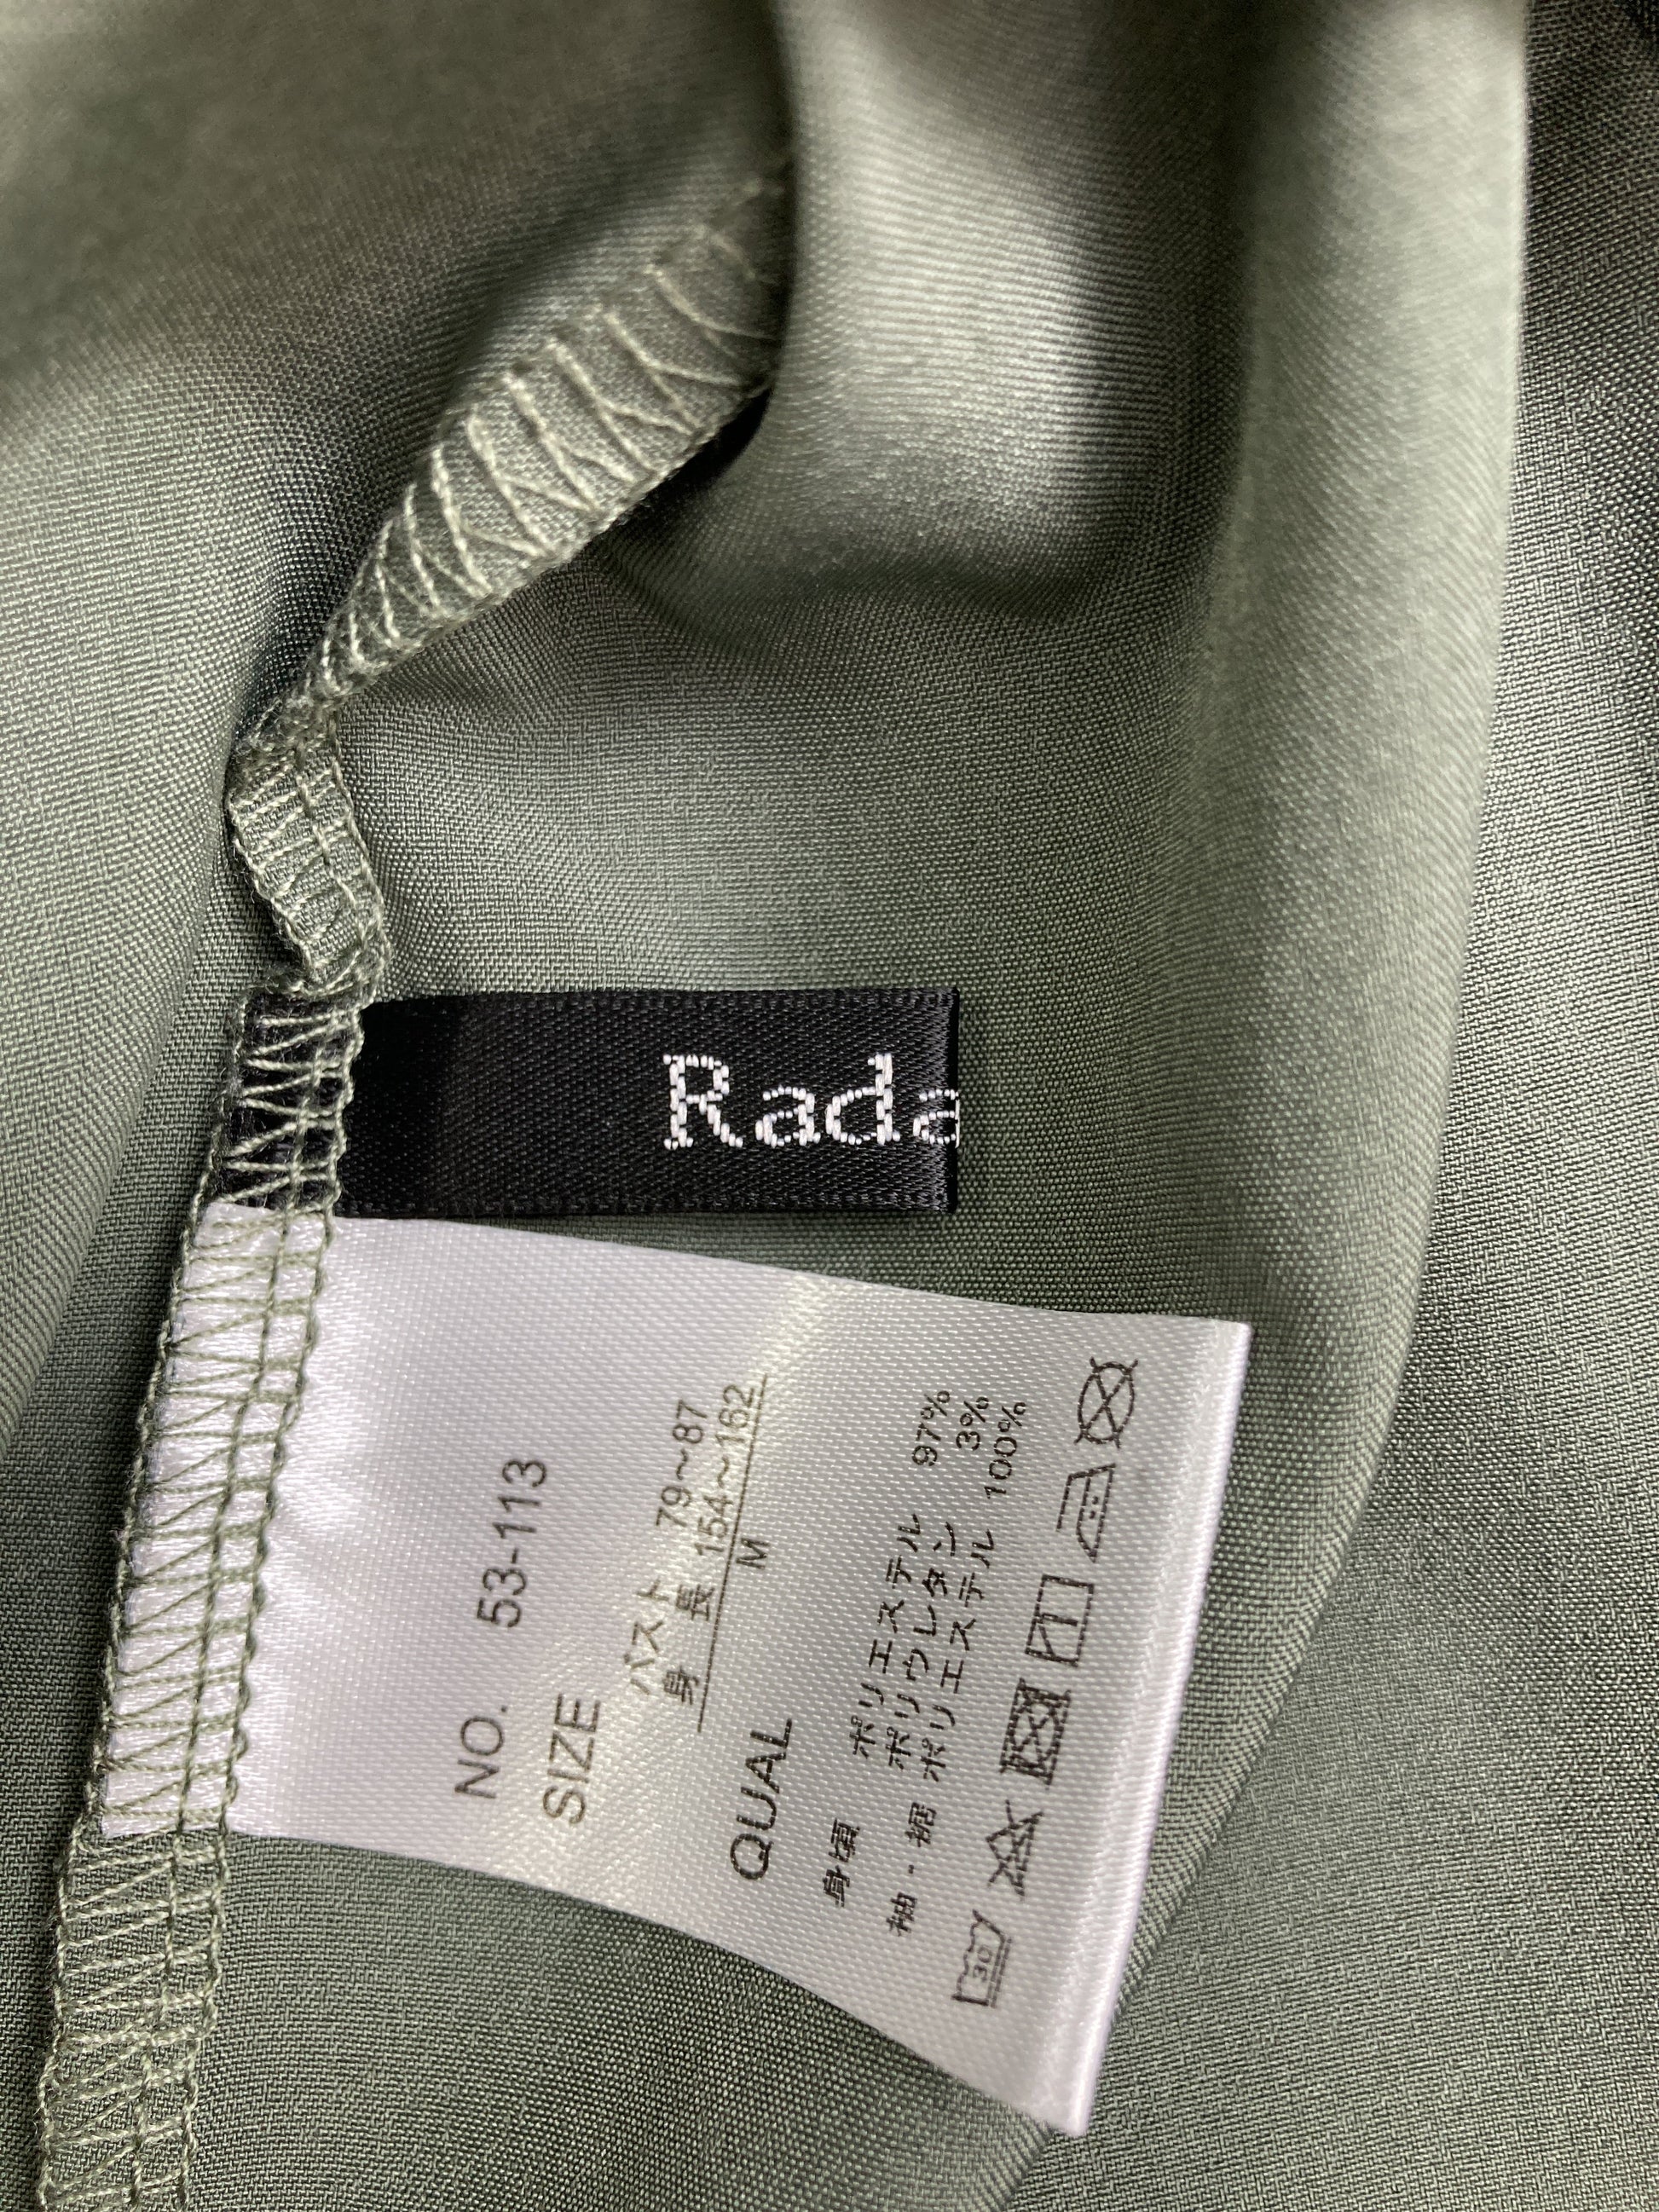 Rada
NO. 53-113
SIZE
バスト 79~87
身 長 154~162
M
QUAL
身頃 ポリエステル 97%
ポリウレタン 3%
袖・裾 ポリエステル 100%
30